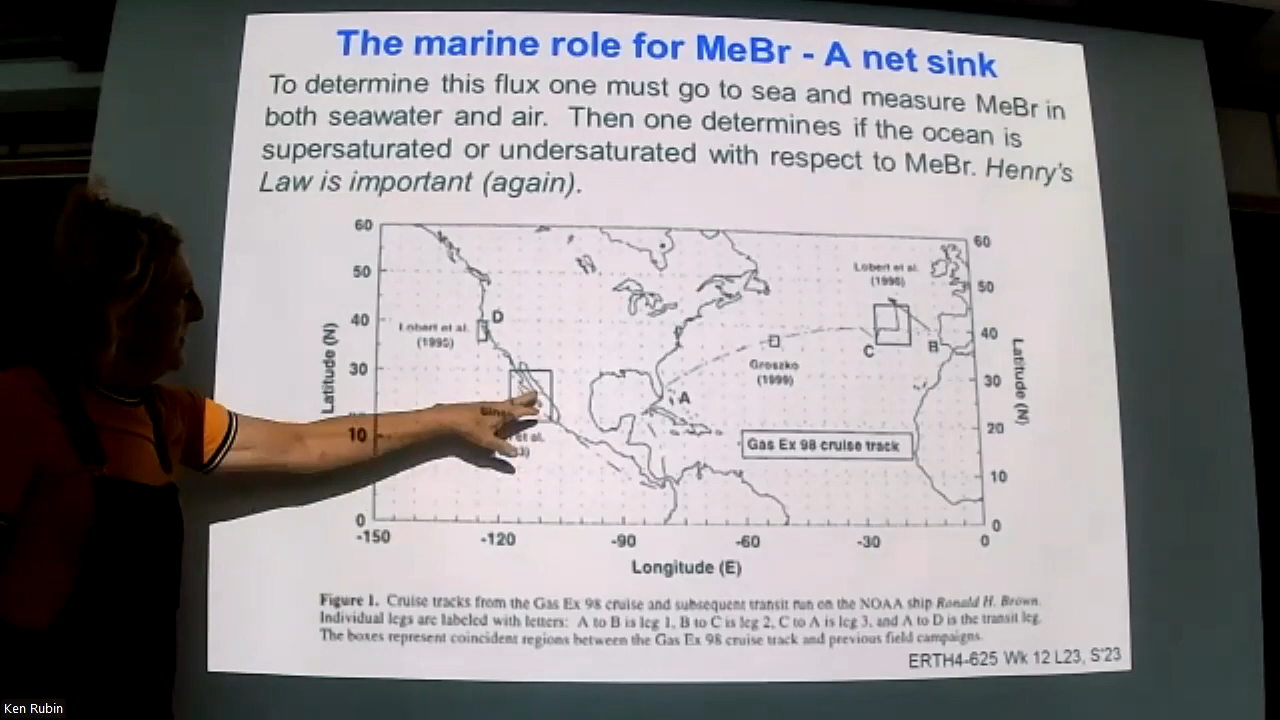 The marine role for MeBr - A net sink
To determine this flux one must go to sea and measure MeBr in
both seawater and air. Then one determines if the ocean is
supersaturated or undersaturated with respect to MeBr. Henry's
Law is important (again).
60
50
40
30
10
0
Latitude (N)
60
50
40
30
20
10
0
Latitude (N)
Lobert et al.
(1996)
D
Lobert et al.
(1995)
C
B
Groszko
(1999)
A
et al.
Gas Ex 98 cruise track
-150
-120
-90
-60
-30
0
Longitude (E)
Figure 1. Cruise tracks from the Gas Ex 98 cruise and subsequent transit run on the NOAA ship Ronald H. Brown.
Individual legs are labeled with letters: A to B is leg 1, B to C is leg 2, C to A is leg 3, and A to D is the transit leg.
The boxes represent coincident regions between the Gas Ex 98 cruise track and previous field campaigns.
ERTH4-625 Wk 12 L23, S'23
Ken Rubin